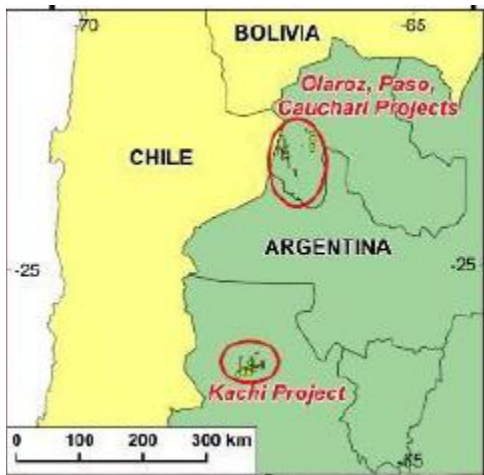 -70
-65
BOLIVIA
Olaroz, Paso,
Cauchari Projects
CHILE
ARGENTINA
-25
-25
Kachi Project
0 100 200 300 km
-65